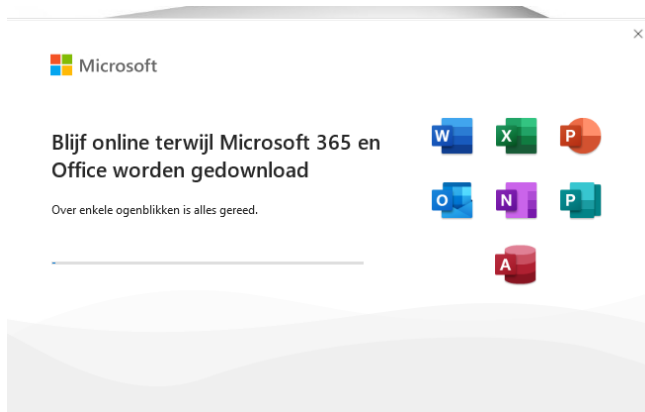 Microsoft
Blijf online terwijl Microsoft 365 en
Office worden gedownload
Over enkele ogenblikken is alles gereed.
W X P
O N P
A